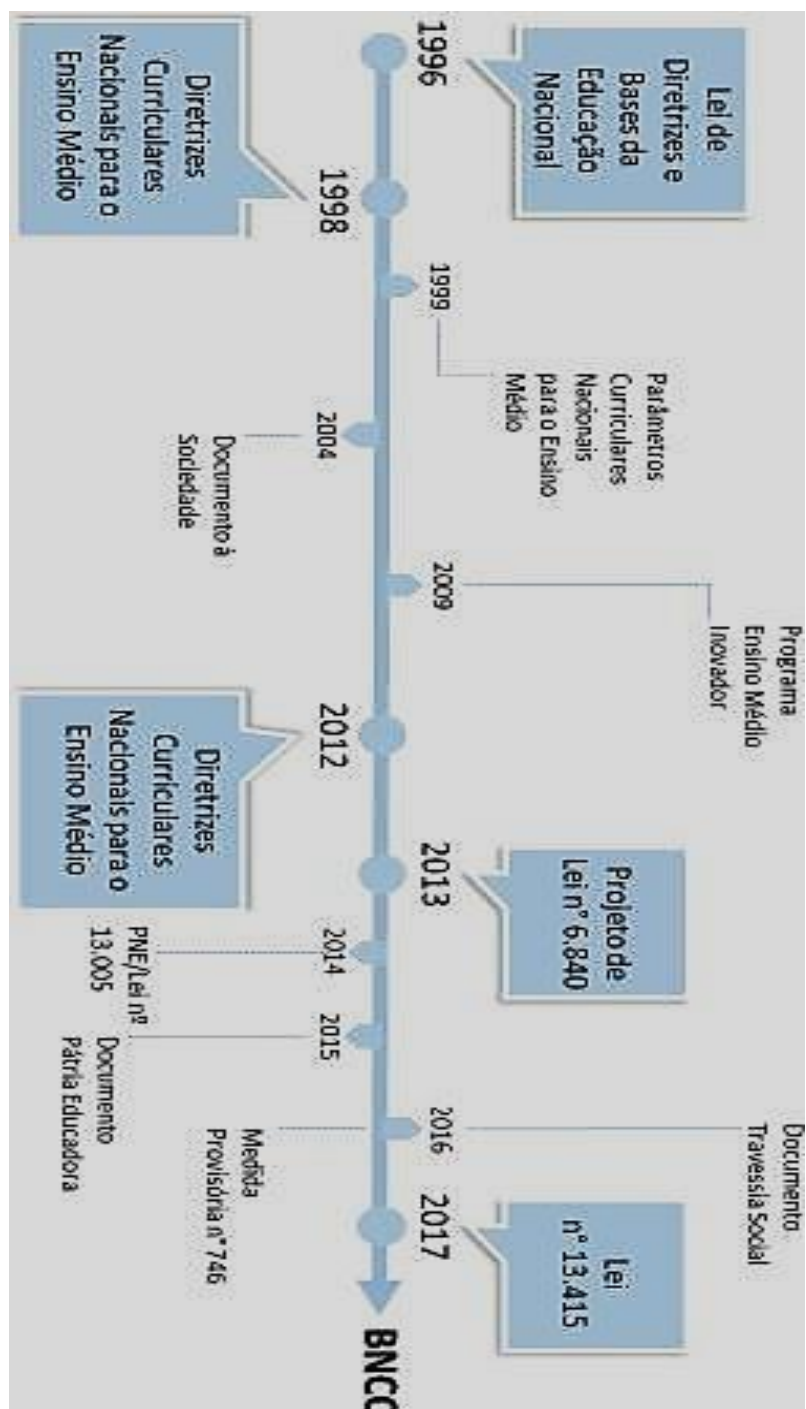 Lei de
Diretrizes e
Bases da
Educação
Nacional
1996
1998
Diretrizes
Curriculares
Nacionais para o
Ensino Médio
1999
Parâmetros
Curriculares
Nacionais
para o Ensino
Médio
2004
Documento à
Sociedade
2009
Programa
Ensino Médio
Inovador
2012
Diretrizes
Curriculares
Nacionais para o
Ensino Médio
2013
Projeto de
Lei n° 6.840
2014
PNE/Lei nº
13.005
2015
Documento
Pátria Educadora
2016
Documento
Travessia Social
Medida
Provisória n° 746
2017
Lei
n° 13.415
BNCC